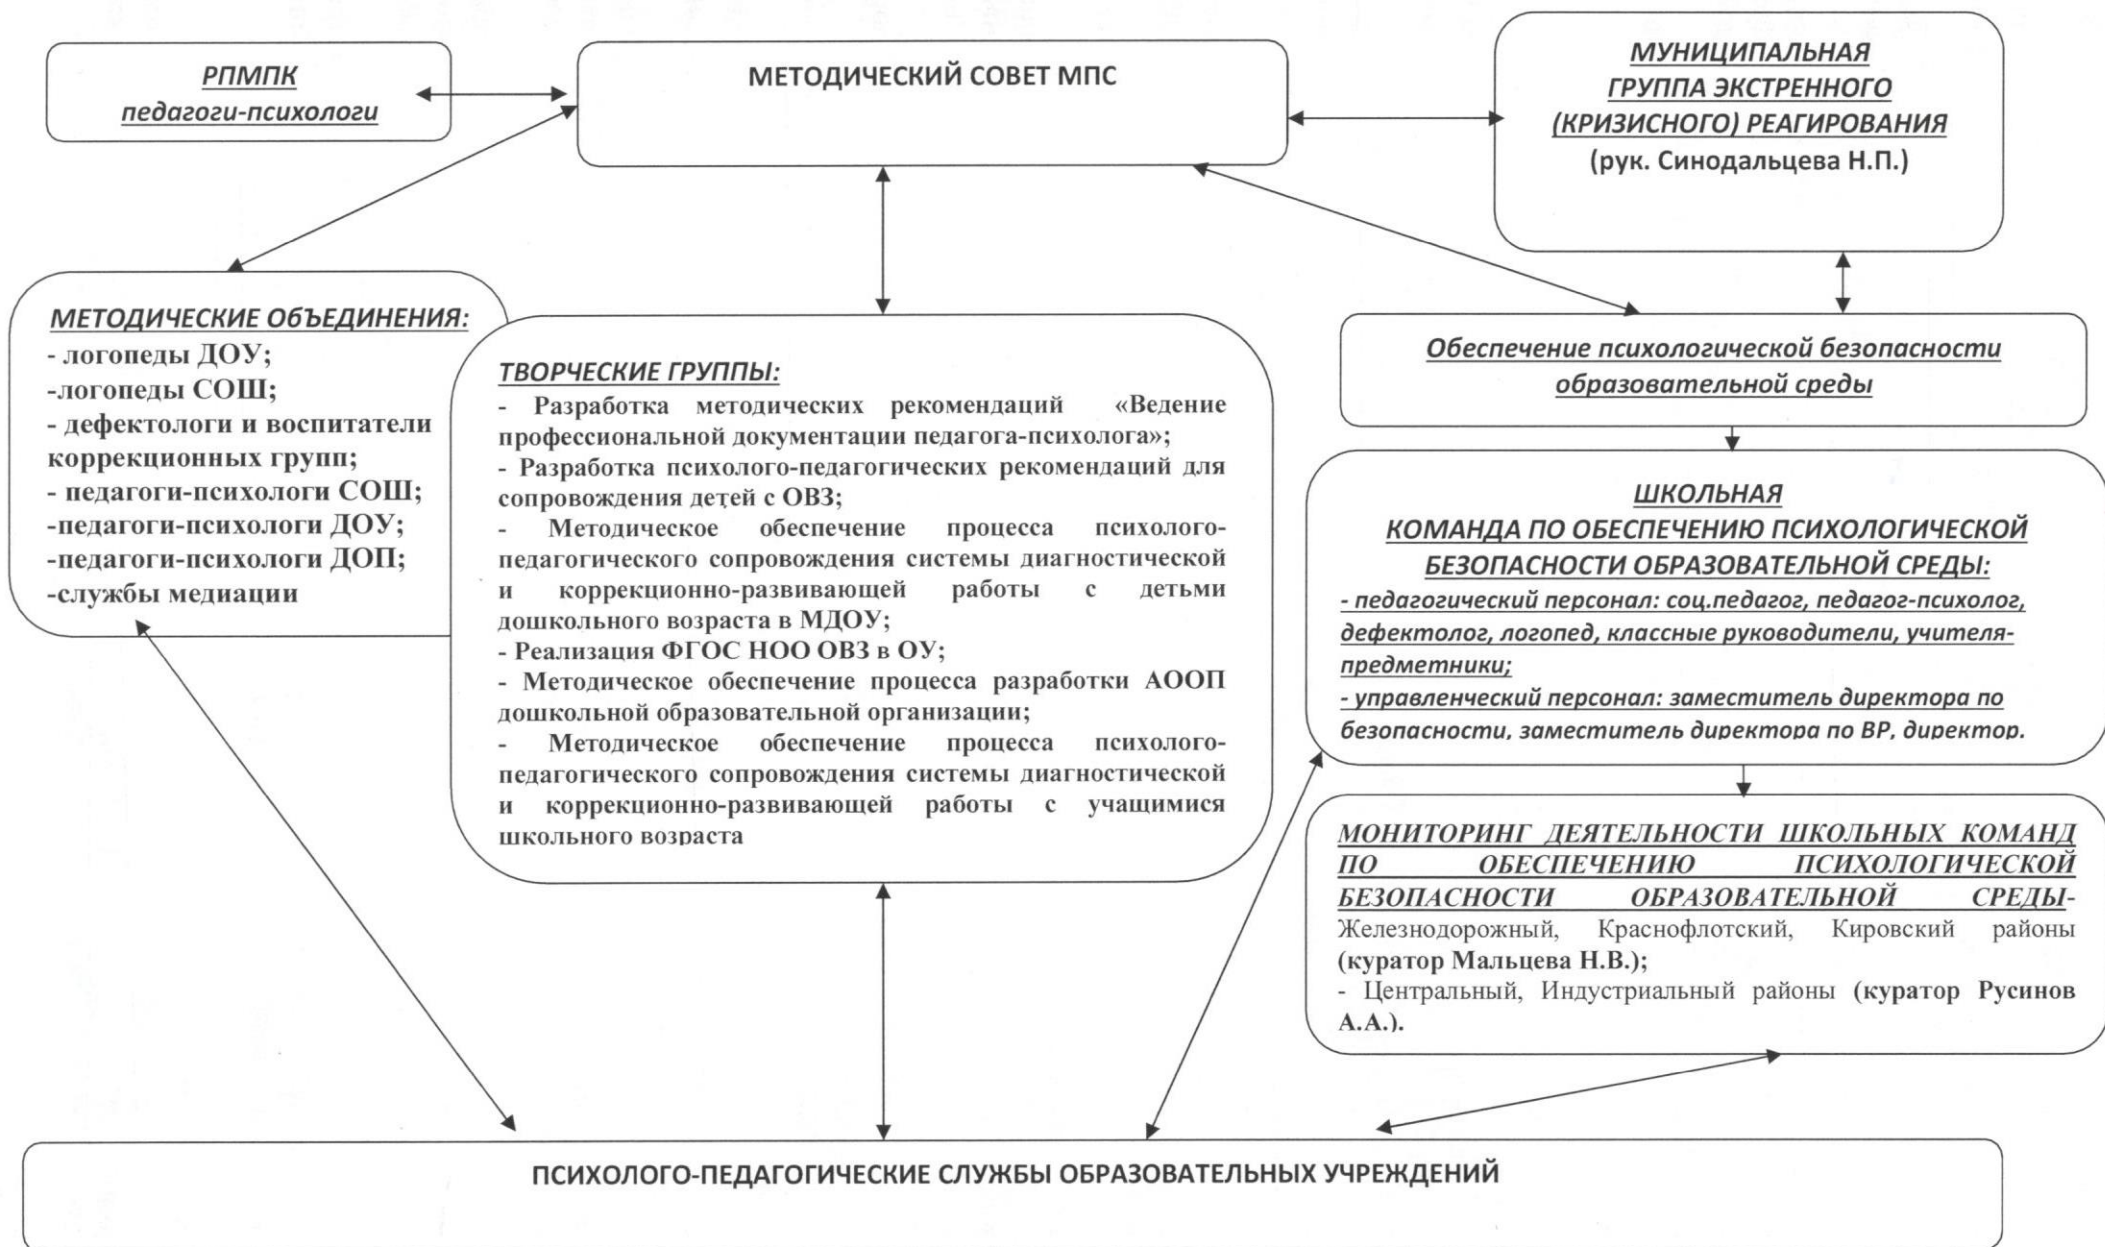 РПМПК
педагоги-психологи
МЕТОДИЧЕСКИЙ СОВЕТ МПС
МУНИЦИПАЛЬНАЯ
ГРУППА ЭКСТРЕННОГО
(КРИЗИСНОГО) РЕАГИРОВАНИЯ
(рук. Синодальцева Н.П.)
МЕТОДИЧЕСКИЕ ОБЪЕДИНЕНИЯ:
- логопеды ДОУ;
-логопеды СОШ;
- дефектологи и воспитатели
коррекционных групп;
- педагоги-психологи СОШ;
-педагоги-психологи ДОУ;
-педагоги-психологи ДОП;
-службы медиации
ТВОРЧЕСКИЕ ГРУППЫ:
- Разработка методических рекомендаций «Ведение
профессиональной документации педагога-психолога»;
- Разработка психолого-педагогических рекомендаций для
сопровождения детей с ОВЗ;
- Методическое обеспечение процесса психолого-
педагогического сопровождения системы диагностической
и коррекционно-развивающей работы с детьми
дошкольного возраста в МДОУ;
- Реализация ФГОС НОО ОВЗ в ОУ;
- Методическое обеспечение процесса разработки АООП
дошкольной образовательной организации;
- Методическое обеспечение процесса психолого-
педагогического сопровождения системы диагностической
и коррекционно-развивающей работы с учащимися
школьного возраста
Обеспечение психологической безопасности
образовательной среды
ШКОЛЬНАЯ
КОМАНДА ПО ОБЕСПЕЧЕНИЮ ПСИХОЛОГИЧЕСКОЙ
БЕЗОПАСНОСТИ ОБРАЗОВАТЕЛЬНОЙ СРЕДЫ:
- педагогический персонал: соц.педагог, педагог-психолог,
дефектолог, логопед, классные руководители, учителя-
предметники;
- управленческий персонал: заместитель директора по
безопасности, заместитель директора по ВР, директор.
МОНИТОРИНГ ДЕЯТЕЛЬНОСТИ ШКОЛЬНЫХ КОМАНД
ПО ОБЕСПЕЧЕНИЮ ПСИХОЛОГИЧЕСКОЙ
БЕЗОПАСНОСТИ ОБРАЗОВАТЕЛЬНОЙ СРЕДЫ-
Железнодорожный, Краснофлотский, Кировский районы
(куратор Мальцева Н.В.);
- Центральный, Индустриальный районы (куратор Русинов
А.А.).
ПСИХОЛОГО-ПЕДАГОГИЧЕСКИЕ СЛУЖБЫ ОБРАЗОВАТЕЛЬНЫХ УЧРЕЖДЕНИЙ